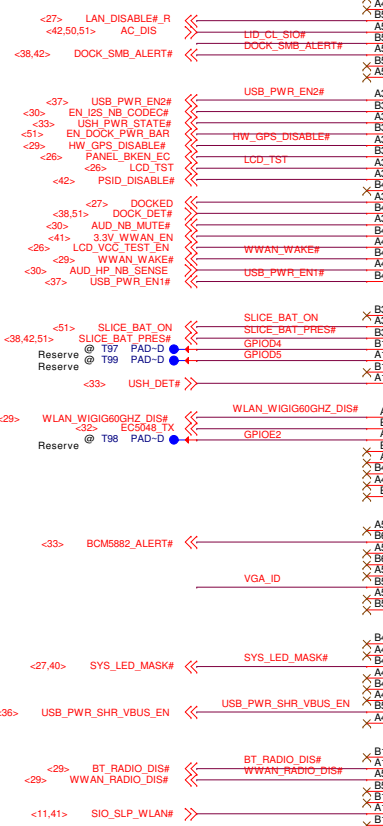 <27> LAN_DISABLE#_R
<42,50,51> AC_DIS
LID_CL_SIO#
DOCK_SMB_ALERT#
<38,42> DOCK_SMB_ALERT#
USB_PWR_EN2#
<37> USB_PWR_EN2#
<30> EN_I2S_NB_CODEC#
<33> USH_PWR_STATE#
<51> EN_DOCK_PWR_BAR
HW_GPS_DISABLE#
<29> HW_GPS_DISABLE#
<26> PANEL_BKEN_EC
LCD_TST
<26> LCD_TST
<42> PSID_DISABLE#
<27> DOCKED
<38,51> DOCK_DET#
<30> AUD_NB_MUTE#
<41> 3.3V_WWAN_EN
<26> LCD_VCC_TEST_EN
WWAN_WAKE#
<29> WWAN_WAKE#
<30> AUD_HP_NB_SENSE
USB_PWR_EN1#
<37> USB_PWR_EN1#
SLICE_BAT_ON
<51> SLICE_BAT_ON
SLICE_BAT_PRES#
<38,42,51> SLICE_BAT_PRES#
GPIOD4
@ T97 PAD~D
Reserve
GPIOD5
@ T99 PAD~D
Reserve
<33> USH_DET#
WLAN_WIGIG60GHZ_DIS#
<29> WLAN_WIGIG60GHZ_DIS#
<32> EC5048_TX
GPIOE2
@ T98 PAD~D
Reserve
<33> BCM5882_ALERT#
VGA_ID
SYS_LED_MASK#
<27,40> SYS_LED_MASK#
USB_PWR_SHR_VBUS_EN
<36> USB_PWR_SHR_VBUS_EN
BT_RADIO_DIS#
<29> BT_RADIO_DIS#
WWAN_RADIO_DIS#
<29> WWAN_RADIO_DIS#
<11,41> SIO_SLP_WLAN#